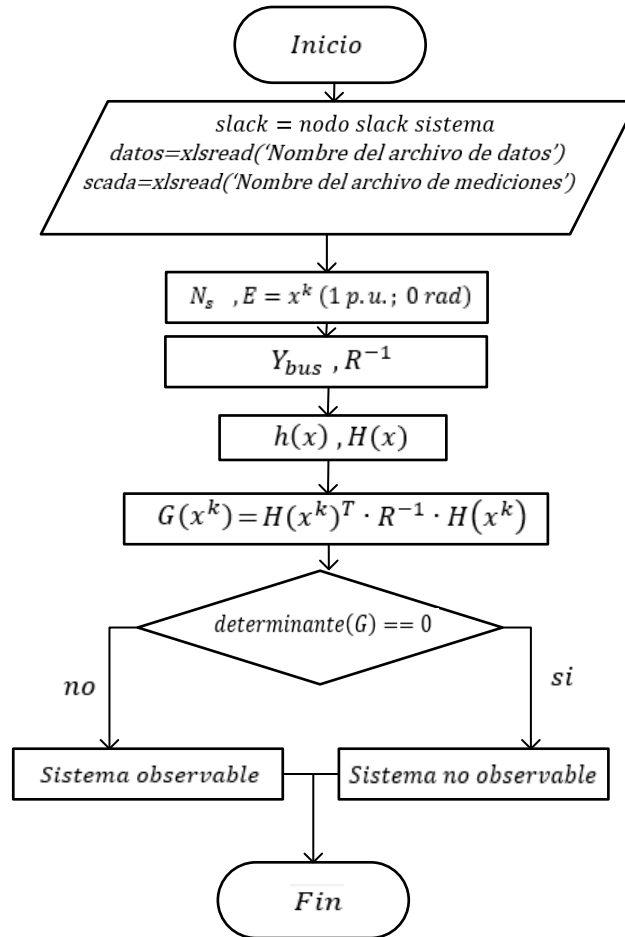 Inicio
slack = nodo slack sistema
datos=xlsread(‘Nombre del archivo de datos’)
scada=xlsread(‘Nombre del archivo de mediciones’)
N_s , E = x^k (1 p.u.; 0 rad)
Y_bus , R^−1
h(x) , H(x)
G(x^k) = H(x^k)^T · R^−1 · H(x^k)
determinante(G) == 0
no
si
Sistema observable
Sistema no observable
Fin